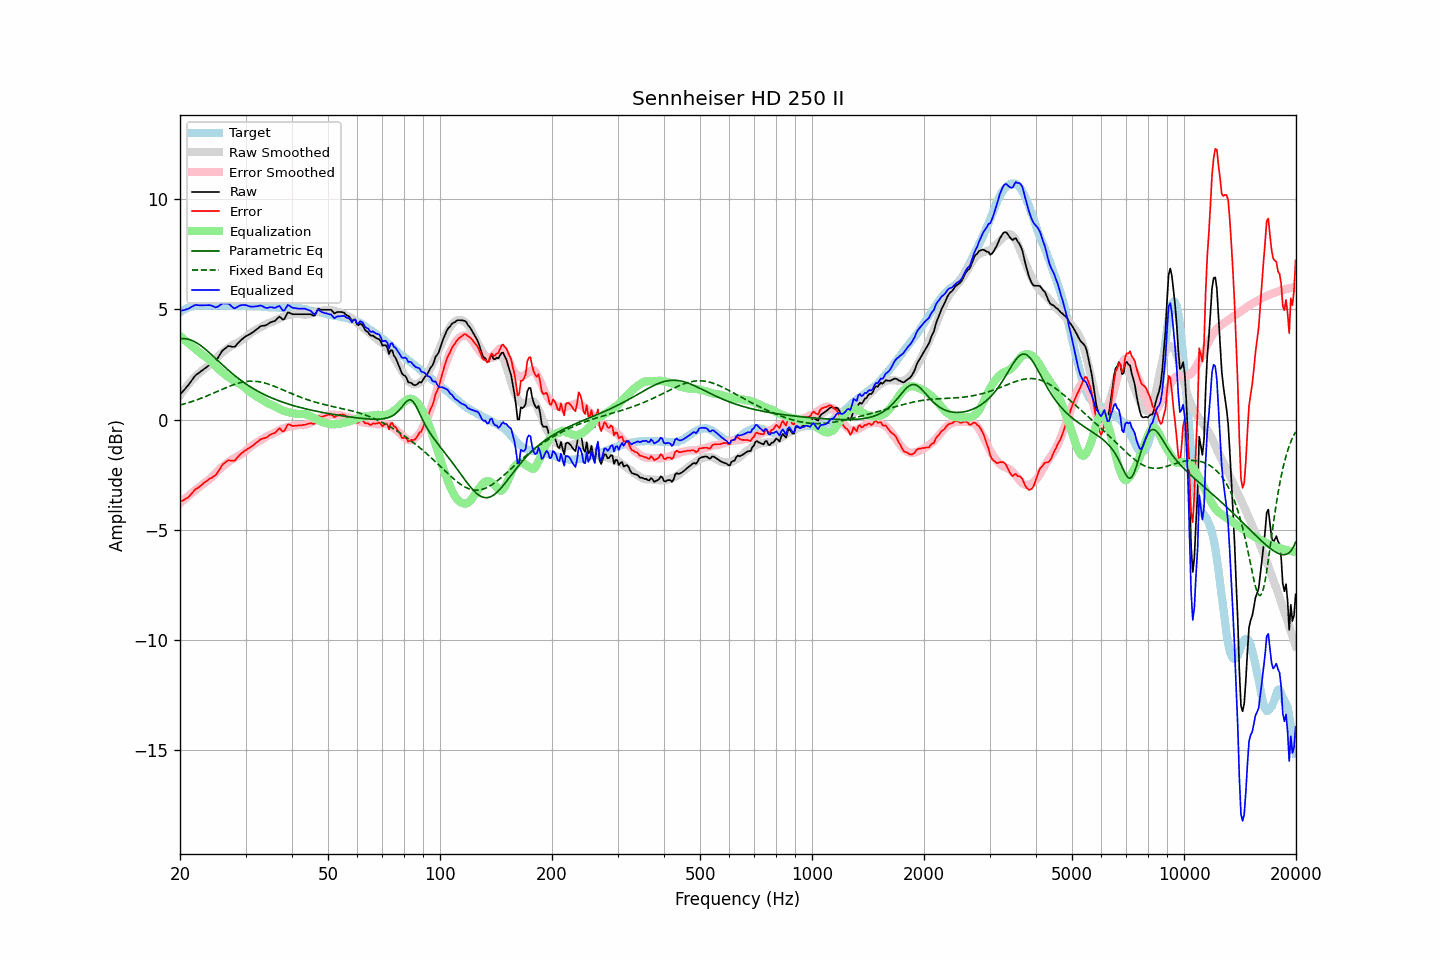 Sennheiser HD 250 II
Target
Raw Smoothed
Error Smoothed
Raw
Error
Equalization
Parametric Eq
Fixed Band Eq
Equalized
Amplitude (dBr)
10
5
0
−5
−10
−15
20 50 100 200 500 1000 2000 5000 10000 20000
Frequency (Hz)